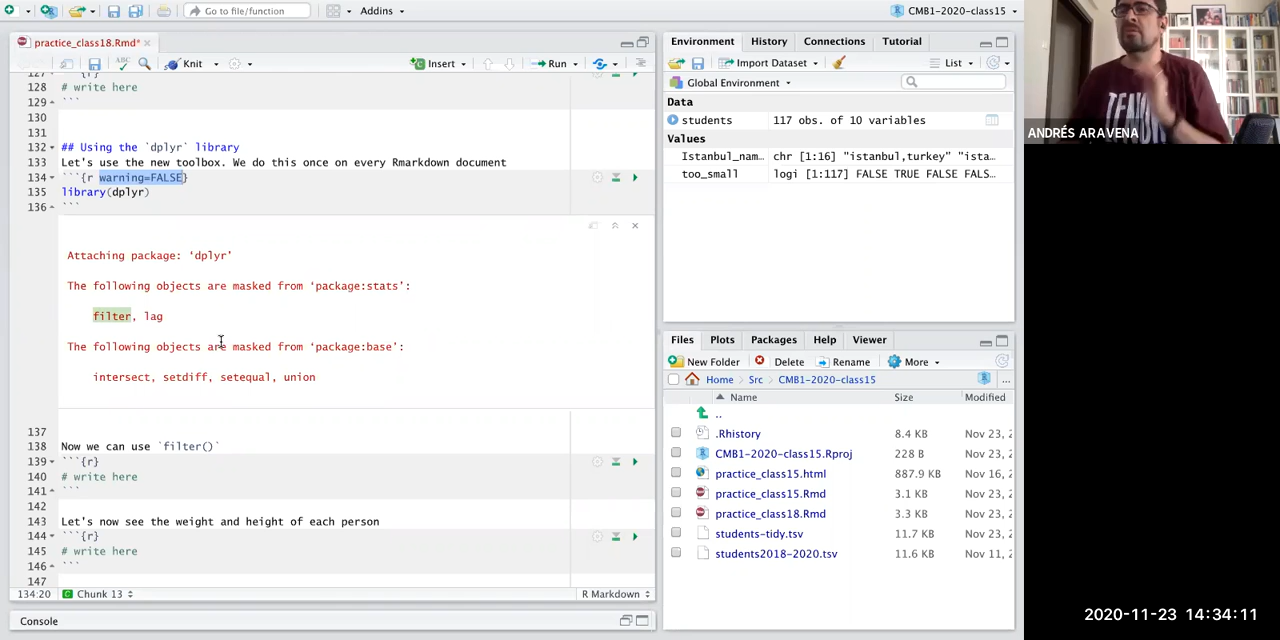 Go to file/function
Addins
CMB1-2020-class15
practice_class18.Rmd*
ABC
Knit
Insert
Run
127 ```{r}
128 # write here
129 ```
130
131
132 ## Using the `dplyr` library
133 Let's use the new toolbox. We do this once on every Rmarkdown document
134 ```{r warning=FALSE}
135 library(dplyr)
136 ```
Attaching package: ‘dplyr’
The following objects are masked from ‘package:stats’:
filter, lag
The following objects are masked from ‘package:base’:
intersect, setdiff, setequal, union
137
138 Now we can use `filter()`
139 ```{r}
140 # write here
141 ```
142
143 Let's now see the weight and height of each person
144 ```{r}
145 # write here
146 ```
147
134:20 Chunk 13 R Markdown
Console
Environment History Connections Tutorial
Import Dataset List
Global Environment
Data
students 117 obs. of 10 variables
Values
Istanbul_nam… chr [1:16] "istanbul,turkey" "ista…
too_small logi [1:117] FALSE TRUE FALSE FALS…
Files Plots Packages Help Viewer
New Folder Delete Rename More
Home Src CMB1-2020-class15 ...
Name Size Modified
..
.Rhistory 8.4 KB Nov 23, 2
CMB1-2020-class15.Rproj 228 B Nov 23, 2
practice_class15.html 887.9 KB Nov 16, 2
practice_class15.Rmd 3.1 KB Nov 23, 2
practice_class18.Rmd 3.3 KB Nov 23, 2
students-tidy.tsv 11.7 KB Nov 23, 2
students2018-2020.tsv 11.6 KB Nov 11, 2
ANDRÉS ARAVENA
2020-11-23 14:34:11